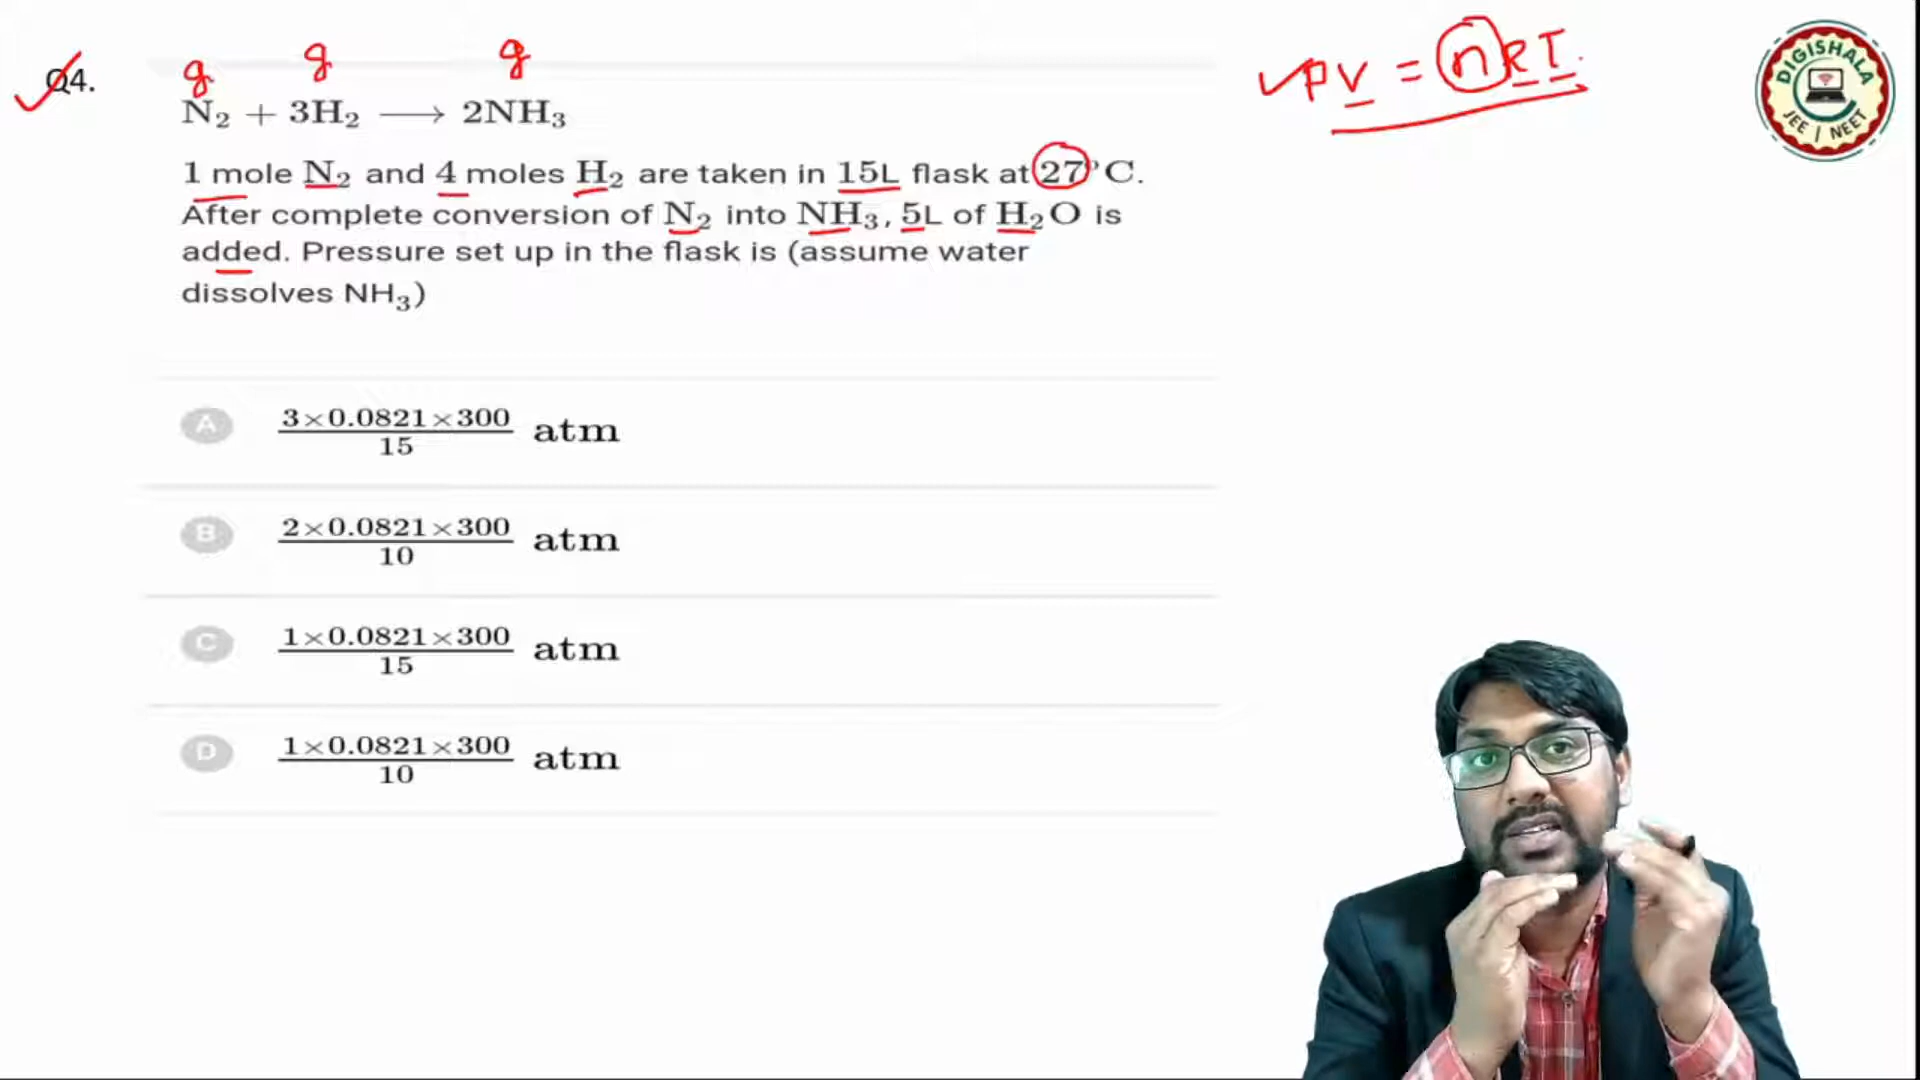 g g g
Q4.
N₂ + 3H₂ ⟶ 2NH₃
PV = nRT.
DIGISHALA
JEE | NEET
1 mole N₂ and 4 moles H₂ are taken in 15L flask at 27°C.
After complete conversion of N₂ into NH₃, 5L of H₂O is
added. Pressure set up in the flask is (assume water
dissolves NH₃)
A 3×0.0821×300/15 atm
B 2×0.0821×300/10 atm
C 1×0.0821×300/15 atm
D 1×0.0821×300/10 atm